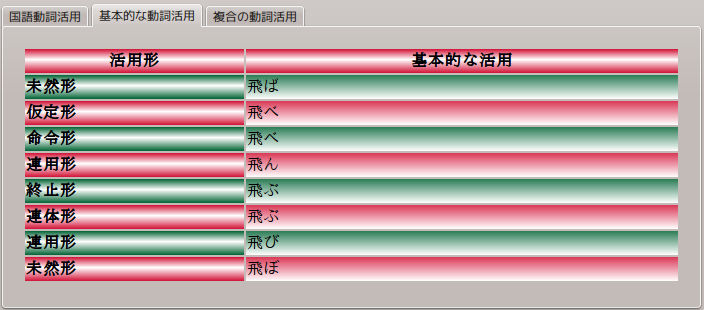 国語動詞活用 基本的な動詞活用 複合の動詞活用
活用形 基本的な活用
未然形 飛ば
仮定形 飛べ
命令形 飛べ
連用形 飛ん
終止形 飛ぶ
連体形 飛ぶ
連用形 飛び
未然形 飛ぼ